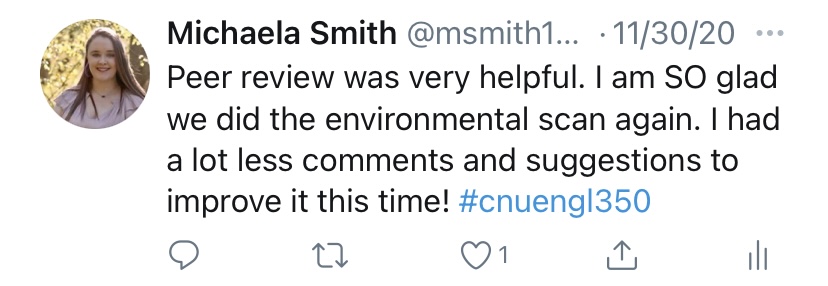 Michaela Smith @msmith1... · 11/30/20
Peer review was very helpful. I am SO glad
we did the environmental scan again. I had
a lot less comments and suggestions to
improve it this time! #cnuengl350
1